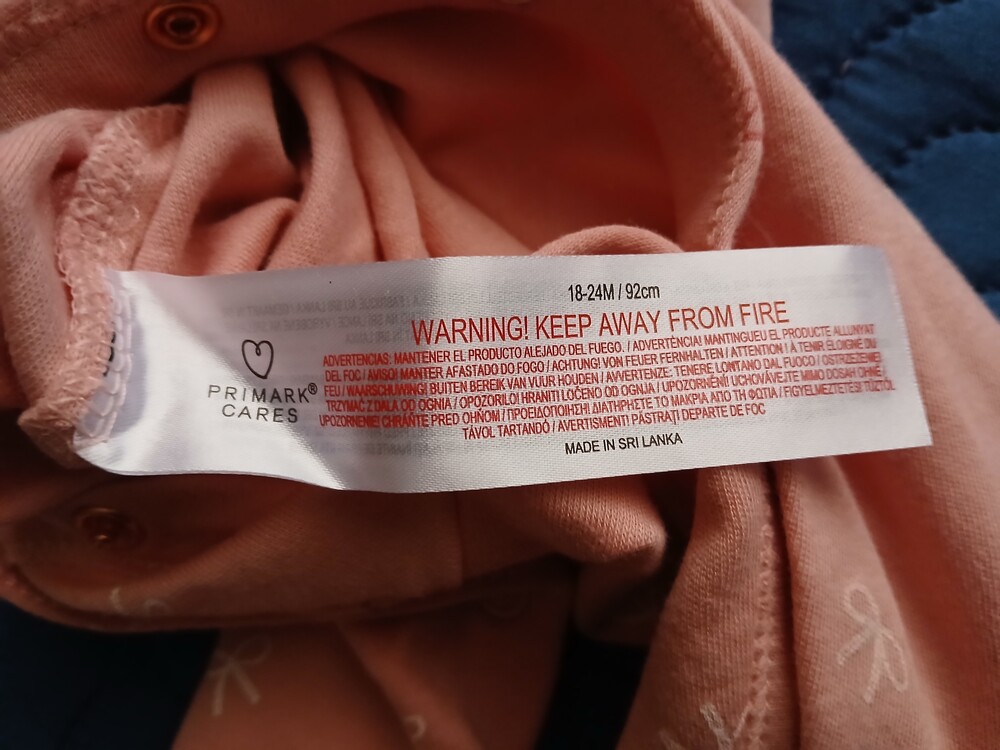 18-24M / 92cm
WARNING! KEEP AWAY FROM FIRE
ADVERTENCIAS: MANTENER EL PRODUCTO ALEJADO DEL FUEGO. / ADVERTÈNCIA! MANTINGUEU EL PRODUCTE ALLUNYAT
DEL FOC / AVISO! MANTER AFASTADO DO FOGO / ACHTUNG! VON FEUER FERNHALTEN / ATTENTION ! À TENIR ÉLOIGNÉ DU
FEU / WAARSCHUWING! BUITEN BEREIK VAN VUUR HOUDEN / AVVERTENZE: TENERE LONTANO DAL FUOCO / OSTRZEŻENIE!
TRZYMAĆ Z DALA OD OGNIA / OPOZORILO! HRANITI LOČENO OD OGNJA / UPOZORNĚNÍ! UCHOVÁVEJTE MIMO DOSAH OHNĚ /
UPOZORNENIE! CHRÁŇTE PRED OHŇOM / ΠΡΟΕΙΔΟΠΟΙΗΣΗ! ΔΙΑΤΗΡΗΣΤΕ ΤΟ ΜΑΚΡΙΑ ΑΠΟ ΤΗ ΦΩΤΙΑ / FIGYELMEZTETÉS! TŰZTŐL
TÁVOL TARTANDÓ / AVERTISMENT! PĂSTRAȚI DEPARTE DE FOC
MADE IN SRI LANKA
PRIMARK®
CARES